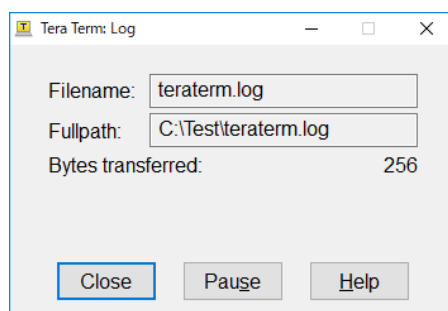 Tera Term: Log
Filename: teraterm.log
Fullpath: C:\Test\teraterm.log
Bytes transferred: 256
Close Pause Help